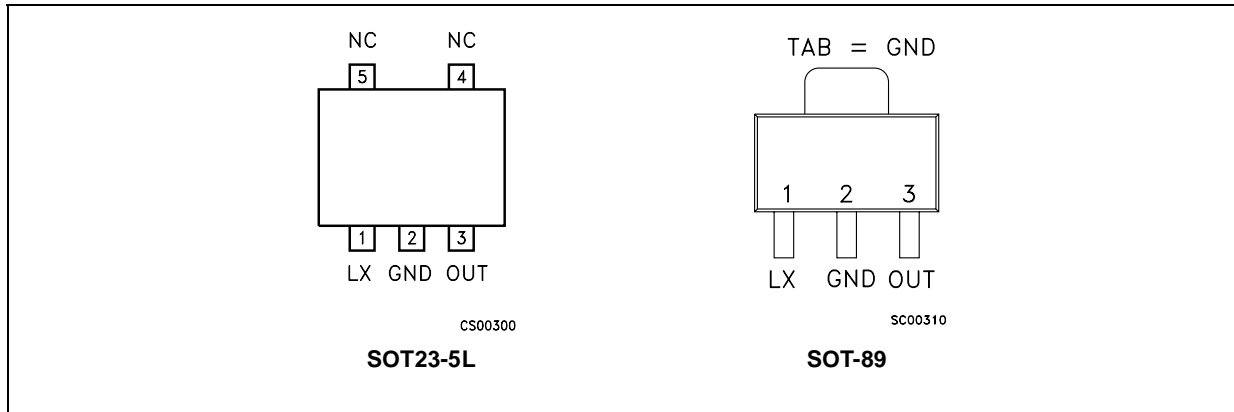 NC NC
5 4
1 2 3
LX GND OUT
CS00300
SOT23-5L
TAB = GND
1 2 3
LX GND OUT
SC00310
SOT-89